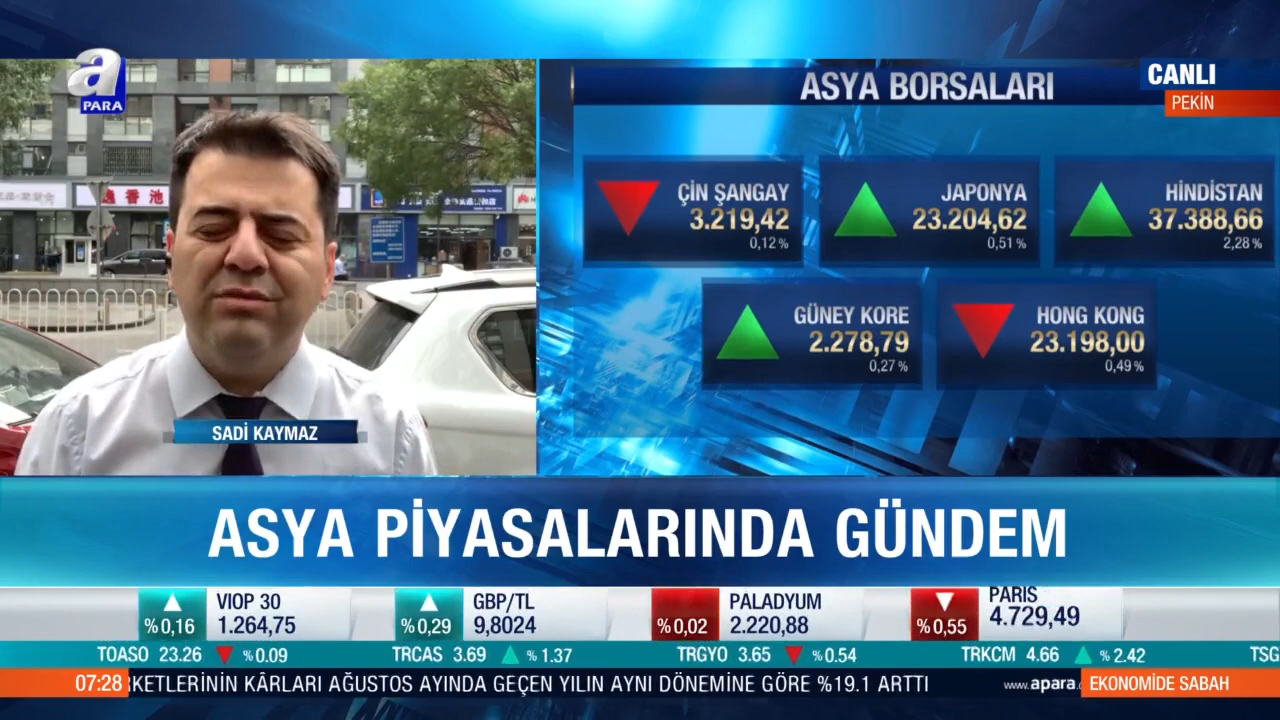 a
PARA
ASYA BORSALARI
CANLI
PEKİN
ÇİN ŞANGAY
3.219,42
0,12 %
JAPONYA
23.204,62
0,51 %
HİNDİSTAN
37.388,66
2,28 %
GÜNEY KORE
2.278,79
0,27 %
HONG KONG
23.198,00
0,49 %
香池
SADİ KAYMAZ
ASYA PİYASALARINDA GÜNDEM
%0,16 VIOP 30 1.264,75
%0,29 GBP/TL 9,8024
%0,02 PALADYUM 2.220,88
%0,55 PARIS 4.729,49
TOASO 23.26 %0.09 TRCAS 3.69 % 1.37 TRGYO 3.65 %0.54 TRKCM 4.66 % 2.42 TSG
07:28 RKETLERİNİN KÂRLARI AĞUSTOS AYINDA GEÇEN YILIN AYNI DÖNEMİNE GÖRE %19.1 ARTTI www.apara.c EKONOMİDE SABAH